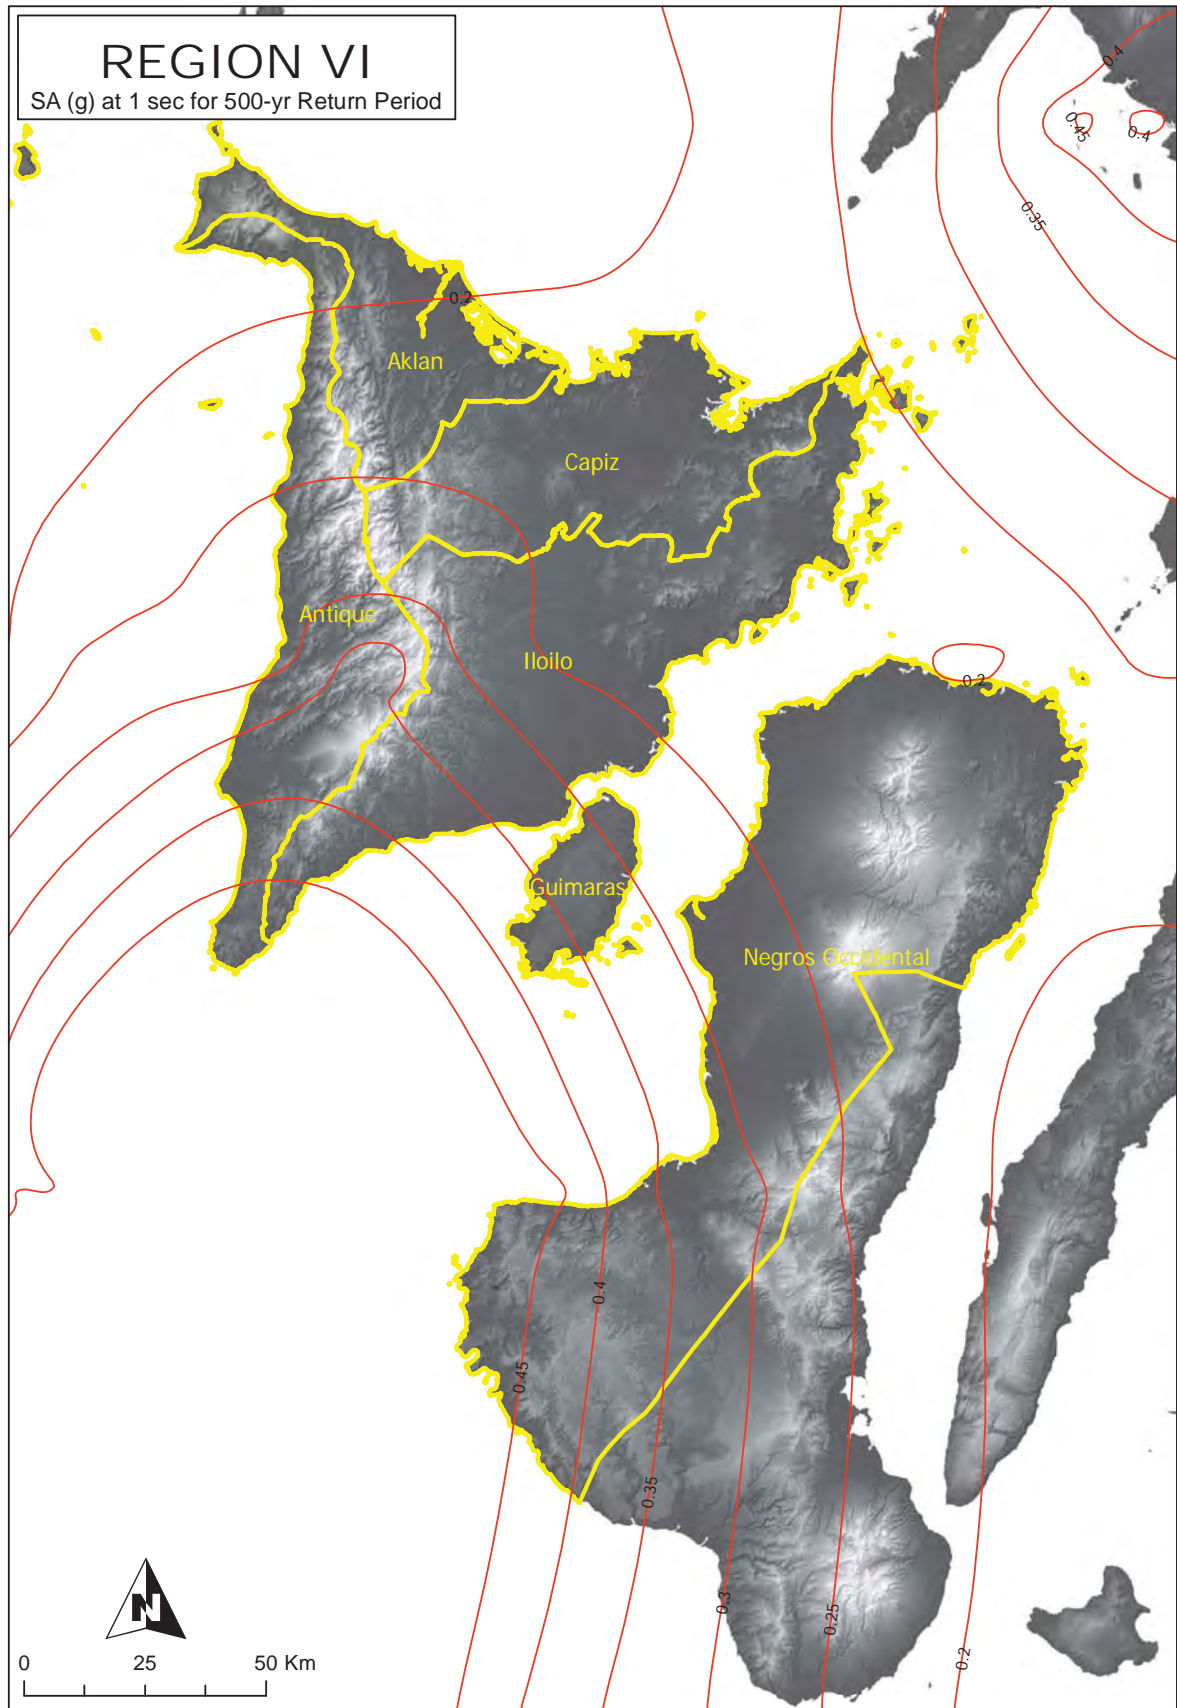 REGION VI
SA (g) at 1 sec for 500-yr Return Period
0.4
0.45
0.4
0.35
0.2
Aklan
Capiz
Antique
Iloilo
0.2
Guimaras
Negros Occidental
0.4
0.45
0.35
0.3
0.25
0.2
N
0 25 50 Km